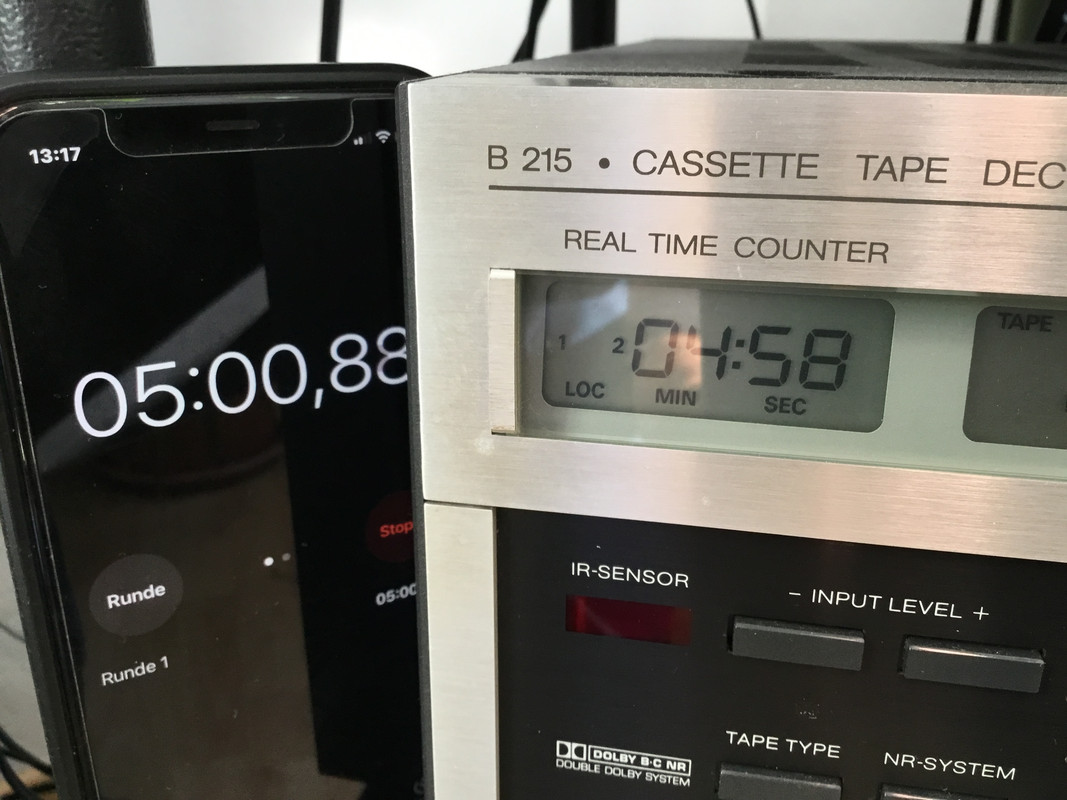 13:17
05:00,88
Stop
05:00
Runde
Runde 1
B 215 • CASSETTE TAPE DEC
REAL TIME COUNTER
1 2 04:58
LOC MIN SEC
TAPE
IR-SENSOR
- INPUT LEVEL +
DOLBY B·C NR
DOUBLE DOLBY SYSTEM
TAPE TYPE
NR-SYSTEM